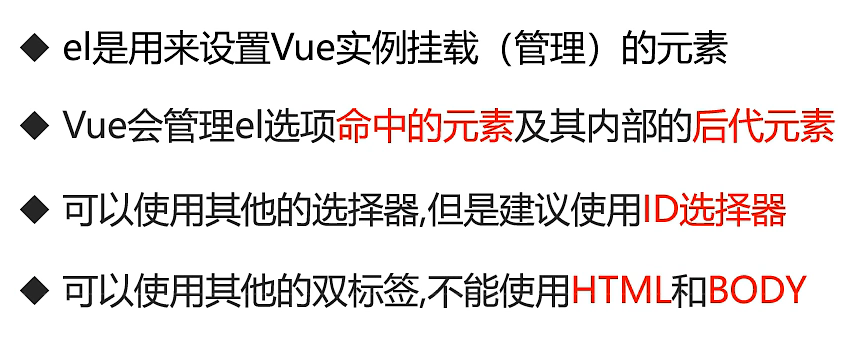 ◆ el是用来设置Vue实例挂载（管理）的元素
◆ Vue会管理el选项命中的元素及其内部的后代元素
◆ 可以使用其他的选择器,但是建议使用ID选择器
◆ 可以使用其他的双标签,不能使用HTML和BODY